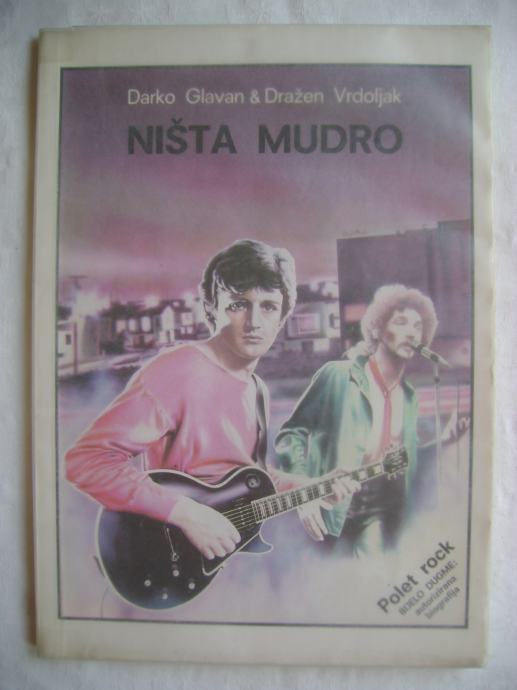 Darko Glavan & Dražen Vrdoljak
NIŠTA MUDRO
Polet rock
BIJELO DUGME:
autorizirana
biografija